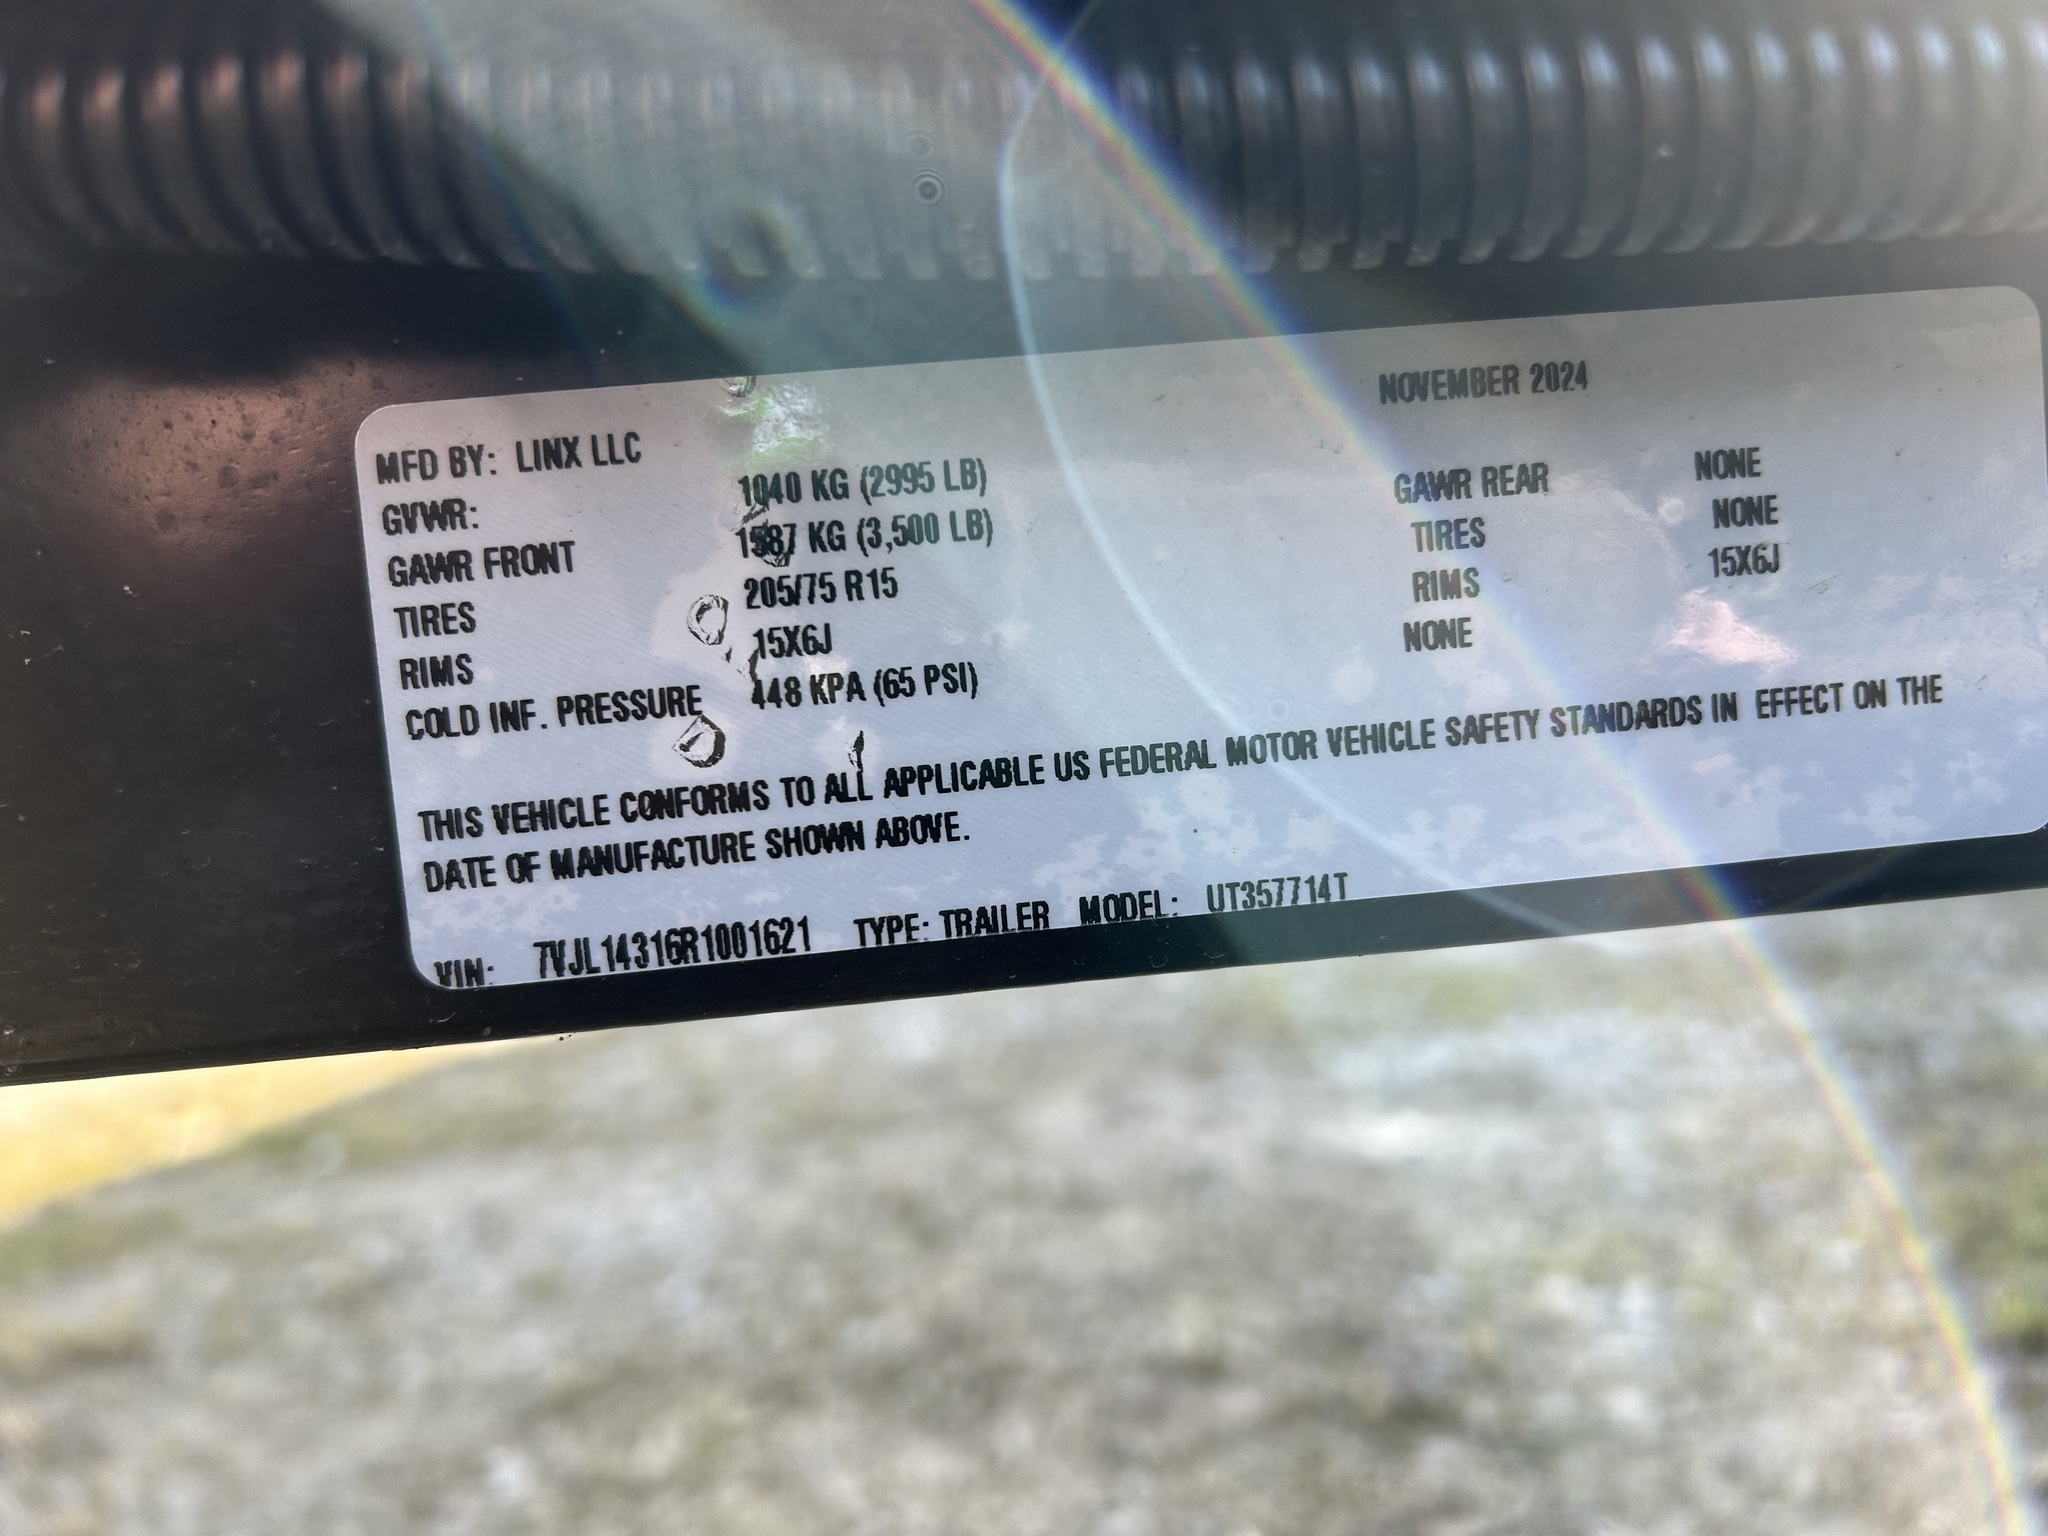 NOVEMBER 2024
MFD BY: LINX LLC
GVWR: 1040 KG (2995 LB) GAWR REAR NONE
GAWR FRONT 1587 KG (3,500 LB) TIRES NONE
TIRES 205/75 R15 RIMS 15X6J
RIMS 15X6J NONE
COLD INF. PRESSURE 448 KPA (65 PSI)
THIS VEHICLE CONFORMS TO ALL APPLICABLE US FEDERAL MOTOR VEHICLE SAFETY STANDARDS IN EFFECT ON THE
DATE OF MANUFACTURE SHOWN ABOVE.
VIN: 7VJL14316R1001621 TYPE: TRAILER MODEL: UT357714T